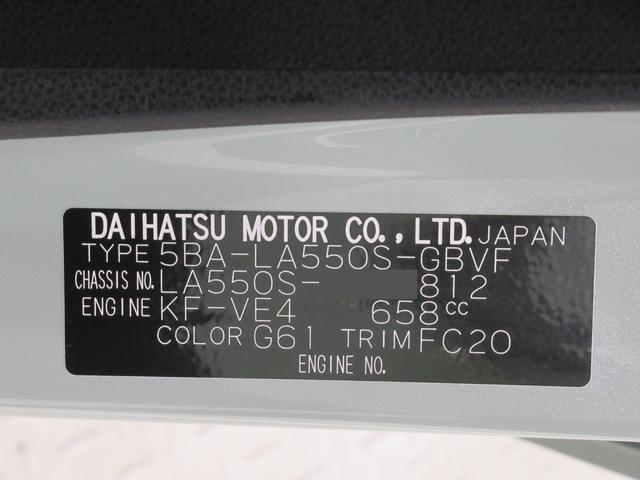 DAIHATSU MOTOR CO., LTD. JAPAN
TYPE 5BA-LA550S-GBVF
CHASSIS NO. LA550S- 812
ENGINE KF-VE4 658cc
COLOR G61 TRIM FC20
ENGINE NO.